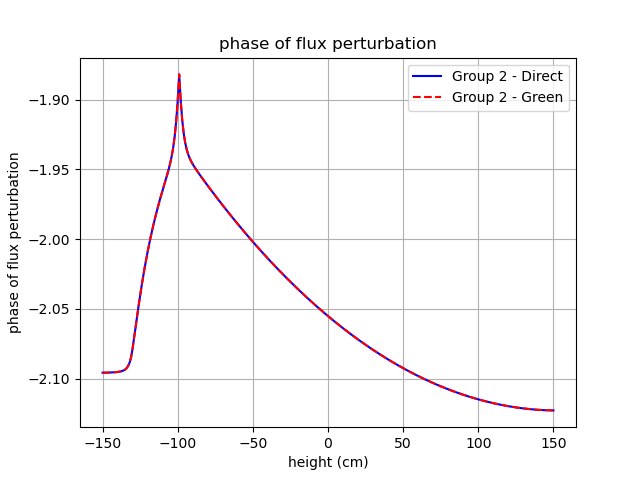 phase of flux perturbation
Group 2 - Direct
Group 2 - Green
phase of flux perturbation
−1.90
−1.95
−2.00
−2.05
−2.10
−150
−100
−50
0
50
100
150
height (cm)